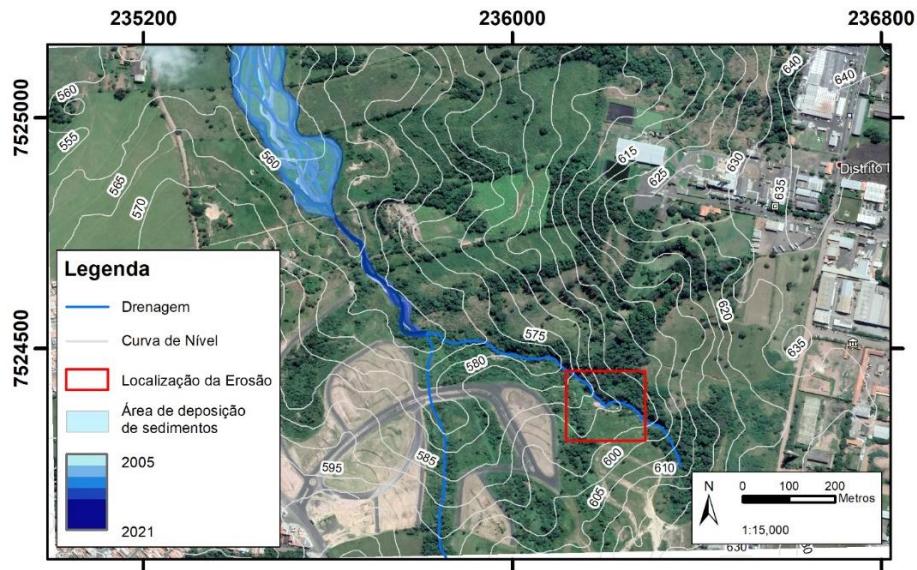 235200
236000
236800
7525000
7524500
560
555
565
570
560
615
625
630
640
640
635
Distrito I
620
635
575
580
585
595
600
605
610
630
Legenda
Drenagem
Curva de Nível
Localização da Erosão
Área de deposição
de sedimentos
2005
2021
N
0 100 200
Metros
1:15,000